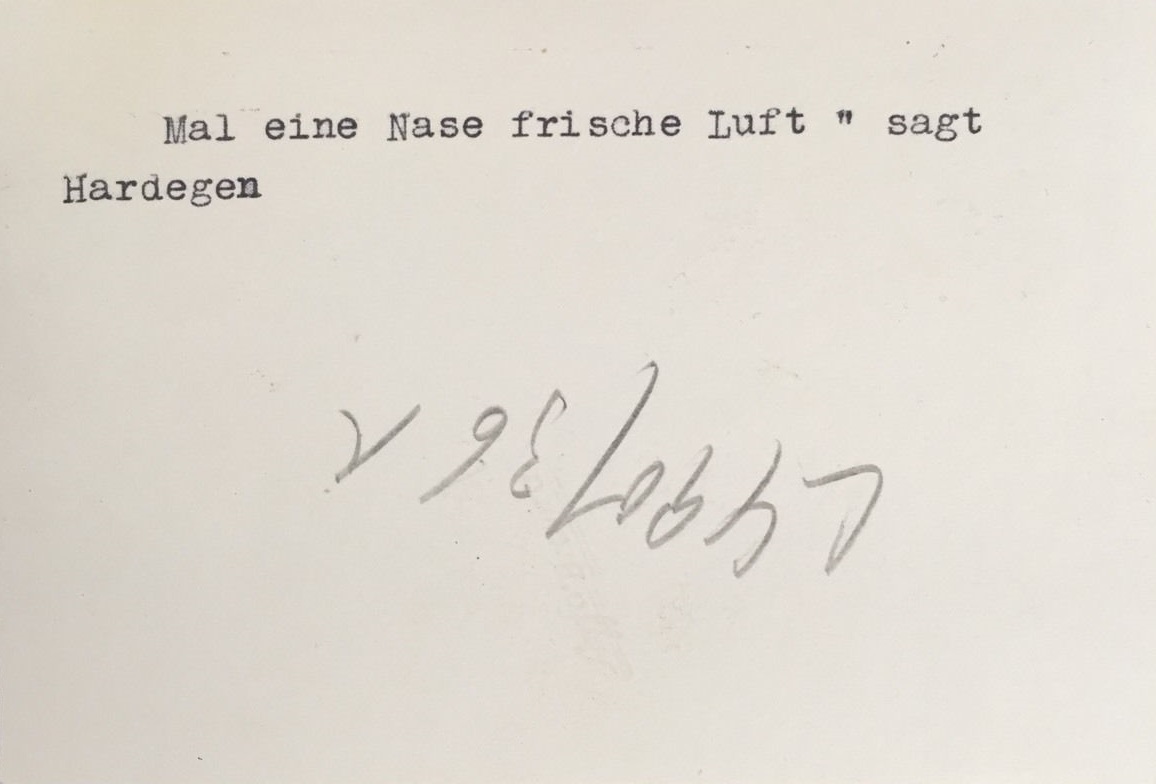 Mal eine Nase frische Luft " sagt
Hardegen